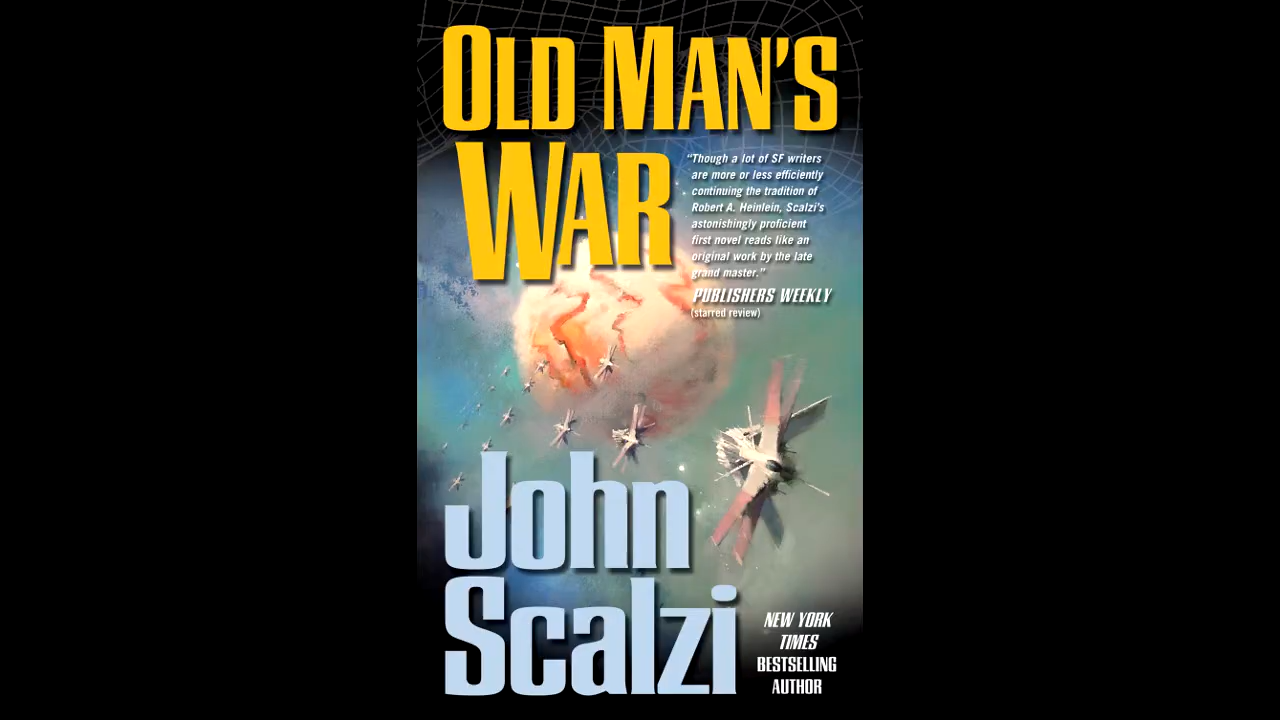 OLD MAN'S
WAR
"Though a lot of SF writers
are more or less efficiently
continuing the tradition of
Robert A. Heinlein, Scalzi's
astonishingly proficient
first novel reads like an
original work by the late
grand master."
PUBLISHERS WEEKLY
(starred review)
John
Scalzi
NEW YORK
TIMES
BESTSELLING
AUTHOR